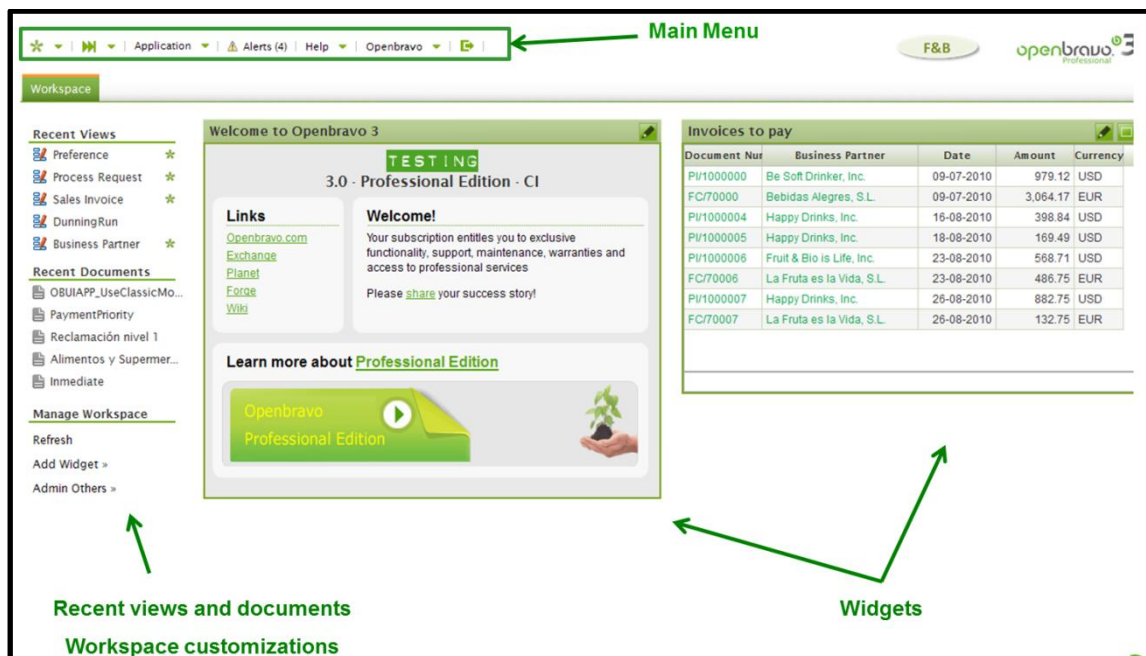 Main Menu
Application | Alerts (4) | Help | Openbravo
F&B
openbravo 3
Professional
Workspace
Recent Views
Preference
Process Request
Sales Invoice
DunningRun
Business Partner
Recent Documents
OBUIAPP_UseClassicMo...
PaymentPriority
Reclamación nivel 1
Alimentos y Supermer...
Inmediate
Manage Workspace
Refresh
Add Widget »
Admin Others »
Welcome to Openbravo 3
TESTING
3.0 - Professional Edition - CI
Links
Openbravo.com
Exchange
Planet
Forge
Wiki
Welcome!
Your subscription entitles you to exclusive
functionality, support, maintenance, warranties and
access to professional services
Please share your success story!
Learn more about Professional Edition
Openbravo
Professional Edition
Invoices to pay
Document Nur Business Partner Date Amount Currency
PI/1000000 Be Soft Drinker, Inc. 09-07-2010 979.12 USD
FC/70000 Bebidas Alegres, S.L. 09-07-2010 3,064.17 EUR
PI/1000004 Happy Drinks, Inc. 16-08-2010 398.84 USD
PI/1000005 Happy Drinks, Inc. 18-08-2010 169.49 USD
PI/1000006 Fruit & Bio is Life, Inc. 23-08-2010 568.71 USD
FC/70006 La Fruta es la Vida, S.L. 23-08-2010 486.75 EUR
PI/1000007 Happy Drinks, Inc. 26-08-2010 882.75 USD
FC/70007 La Fruta es la Vida, S.L. 26-08-2010 132.75 EUR
Recent views and documents
Workspace customizations
Widgets